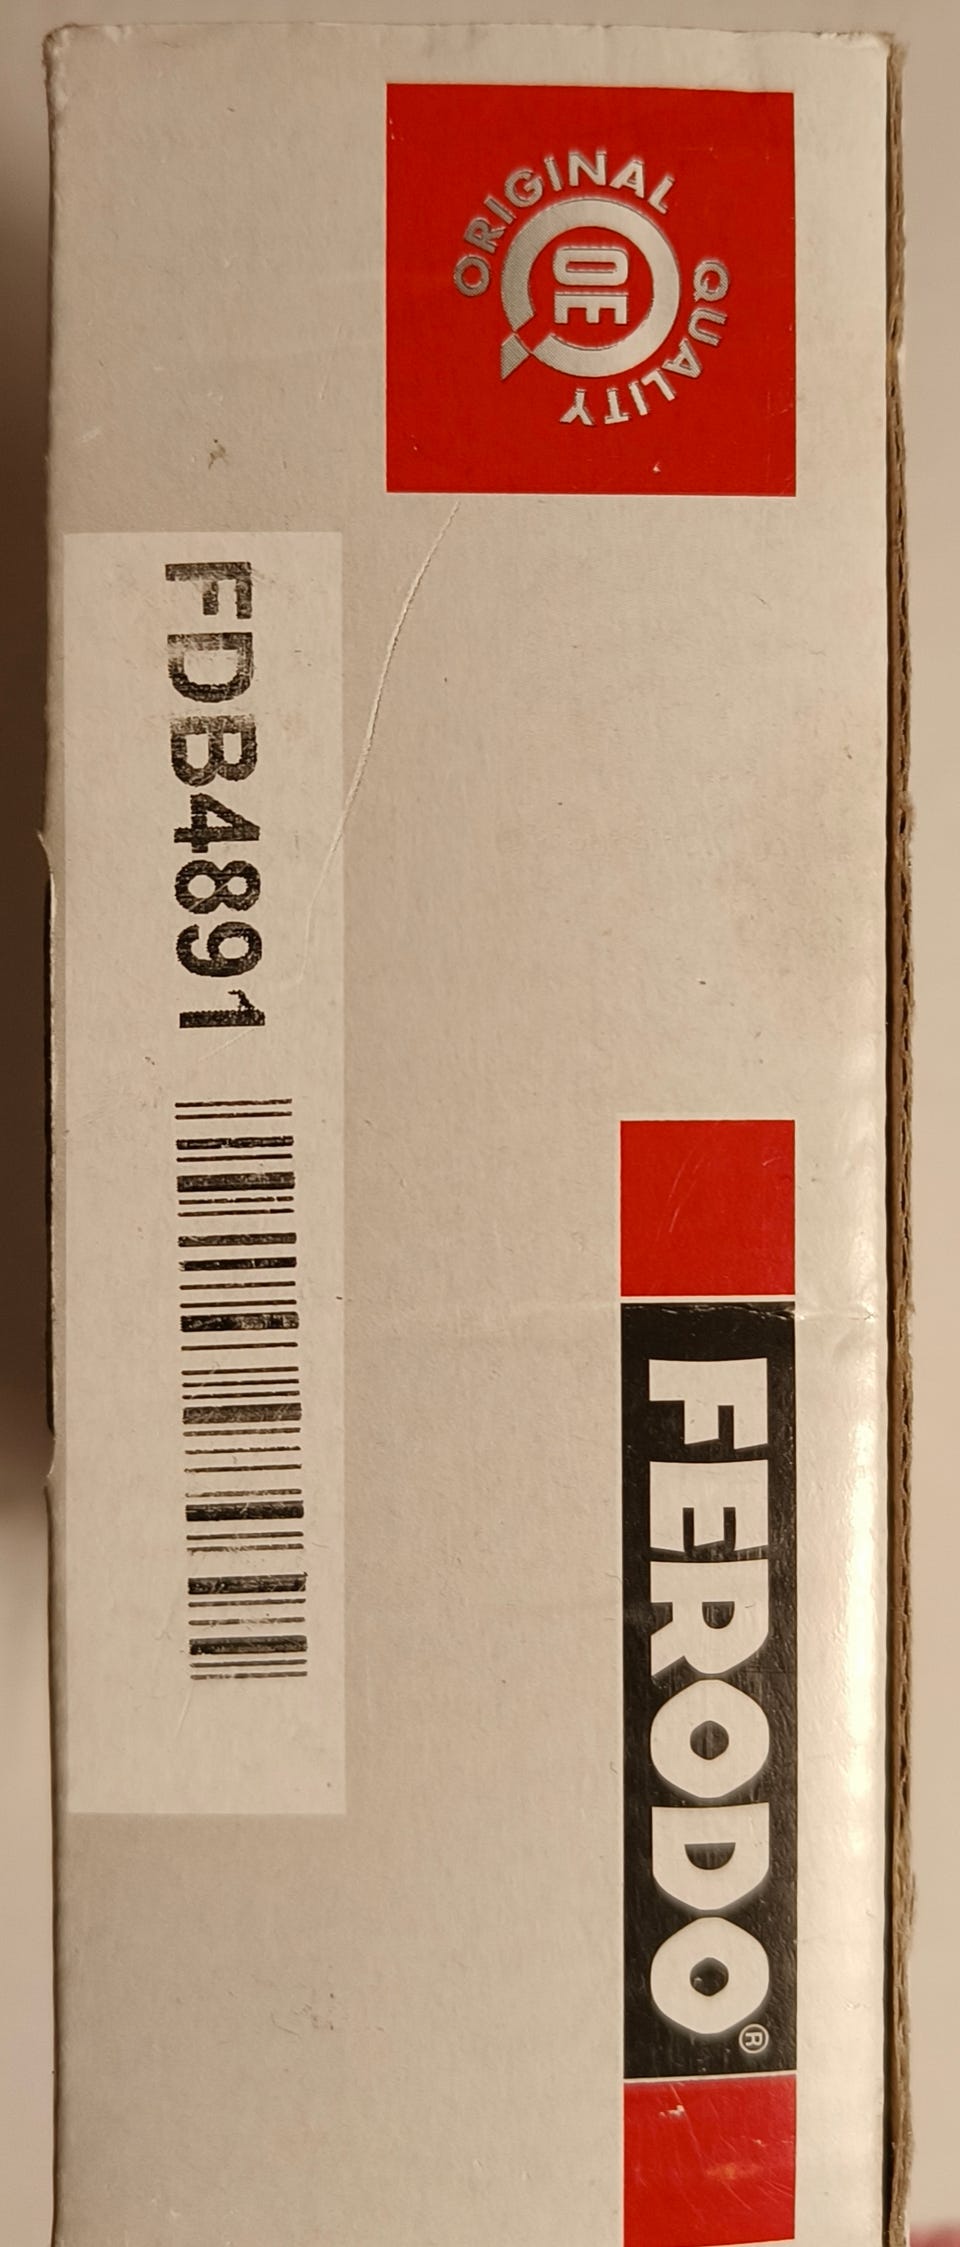 ORIGINAL QUALITY
OE
FERODO®
FDB4891